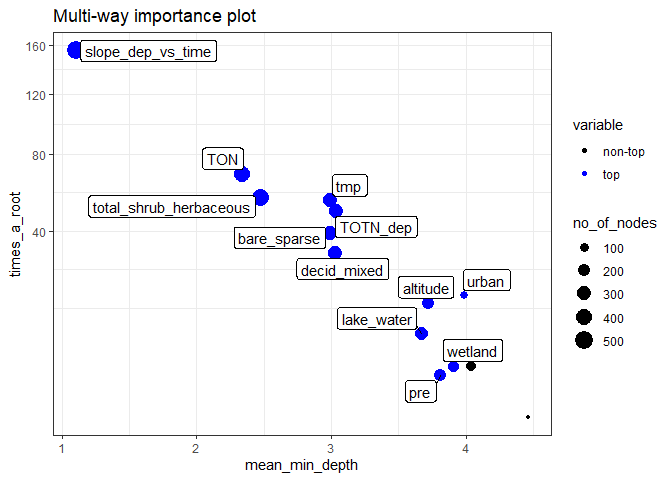 Multi-way importance plot
160
slope_dep_vs_time
120
variable
non-top
top
80
TON
tmp
total_shrub_herbaceous
times_a_root
TOTN_dep
40
bare_sparse
no_of_nodes
100
200
300
400
500
decid_mixed
altitude
urban
lake_water
wetland
pre
1
2
3
4
mean_min_depth